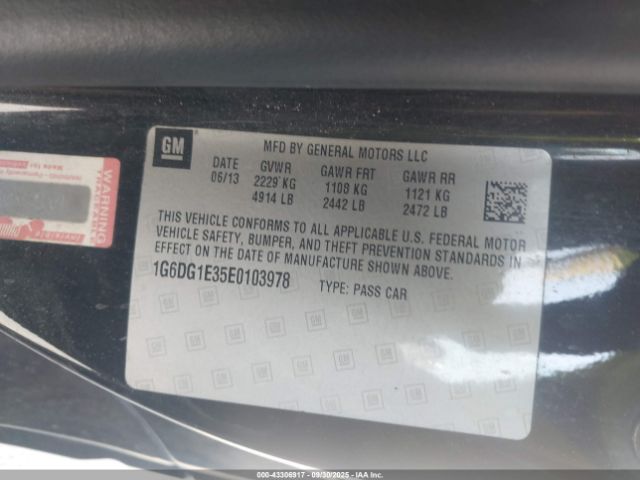 GM
MFD BY GENERAL MOTORS LLC
DATE GVWR GAWR FRT GAWR RR
06/13 2229 KG 1108 KG 1121 KG
4914 LB 2442 LB 2472 LB
THIS VEHICLE CONFORMS TO ALL APPLICABLE U.S. FEDERAL MOTOR
VEHICLE SAFETY, BUMPER, AND THEFT PREVENTION STANDARDS IN
EFFECT ON THE DATE OF MANUFACTURE SHOWN ABOVE.
1G6DG1E35E0103978 TYPE: PASS CAR
WARNING
000-43306917 - 09/30/2025 - IAAI.CA